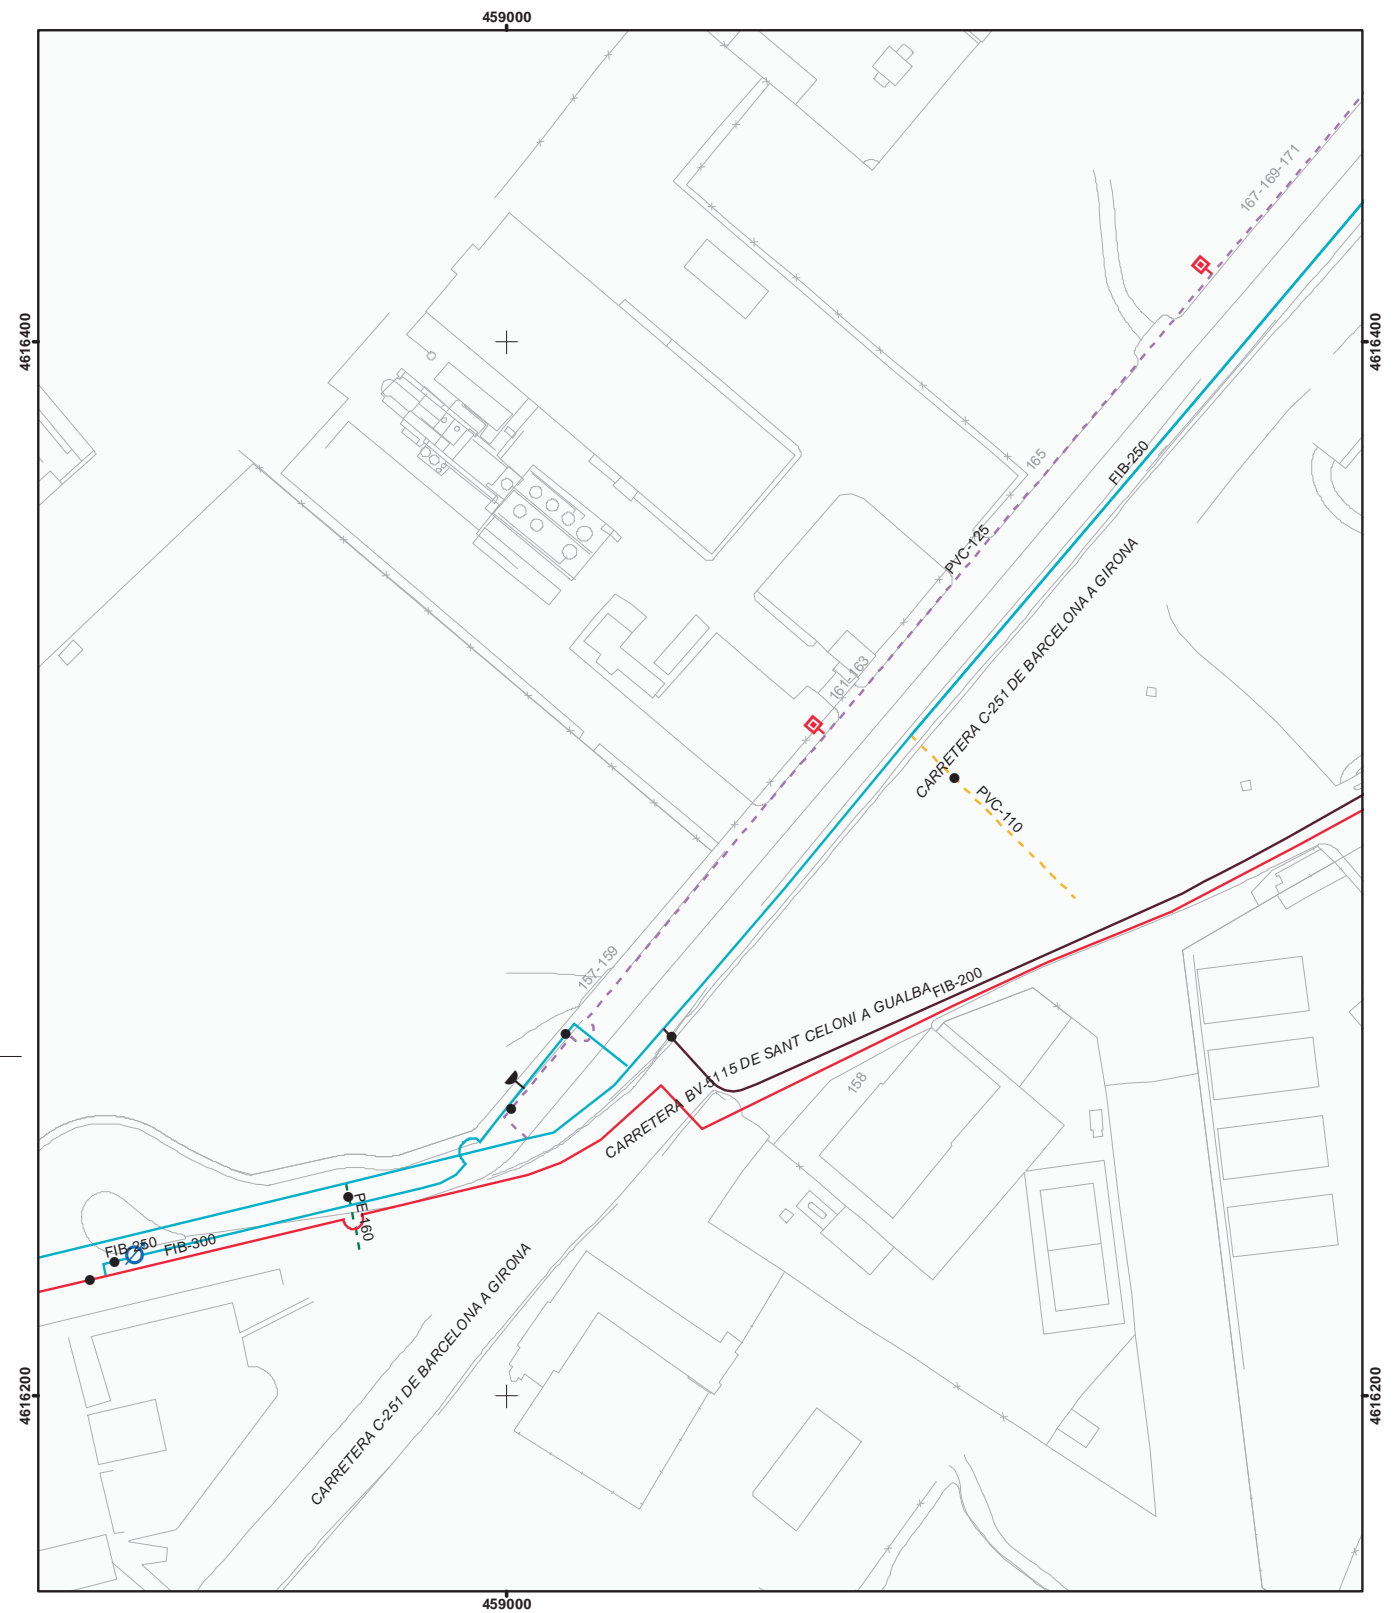 459000
167-169-171
4616400
4616400
165
FIB-250
PVC-125
CARRETERA C-251 DE BARCELONA A GIRONA
161-163
PVC-110
157-159
FIB-200
CARRETERA BV-5115 DE SANT CELONI A GUALBA
158
PE-160
FIB-250
FIB-300
CARRETERA C-251 DE BARCELONA A GIRONA
4616200
4616200
459000